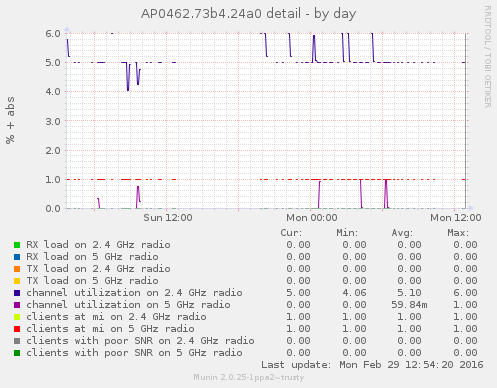 AP0462.73b4.24a0 detail - by day
RRDTOOL / TOBI OETIKER
% + abs
6.0
5.0
4.0
3.0
2.0
1.0
0.0
Sun 12:00 Mon 00:00 Mon 12:00
Cur: Min: Avg: Max:
RX load on 2.4 GHz radio 0.00 0.00 0.00 0.00
RX load on 5 GHz radio 0.00 0.00 0.00 0.00
TX load on 2.4 GHz radio 0.00 0.00 0.00 0.00
TX load on 5 GHz radio 0.00 0.00 0.00 0.00
channel utilization on 2.4 GHz radio 5.00 4.06 5.10 6.00
channel utilization on 5 GHz radio 0.00 0.00 59.84m 1.00
clients at mi on 2.4 GHz radio 1.00 1.00 1.00 1.00
clients at mi on 5 GHz radio 1.00 1.00 1.00 1.00
clients with poor SNR on 2.4 GHz radio 0.00 0.00 0.00 0.00
clients with poor SNR on 5 GHz radio 0.00 0.00 0.00 0.00
Last update: Mon Feb 29 12:54:20 2016
Munin 2.0.25-1ppa2~trusty